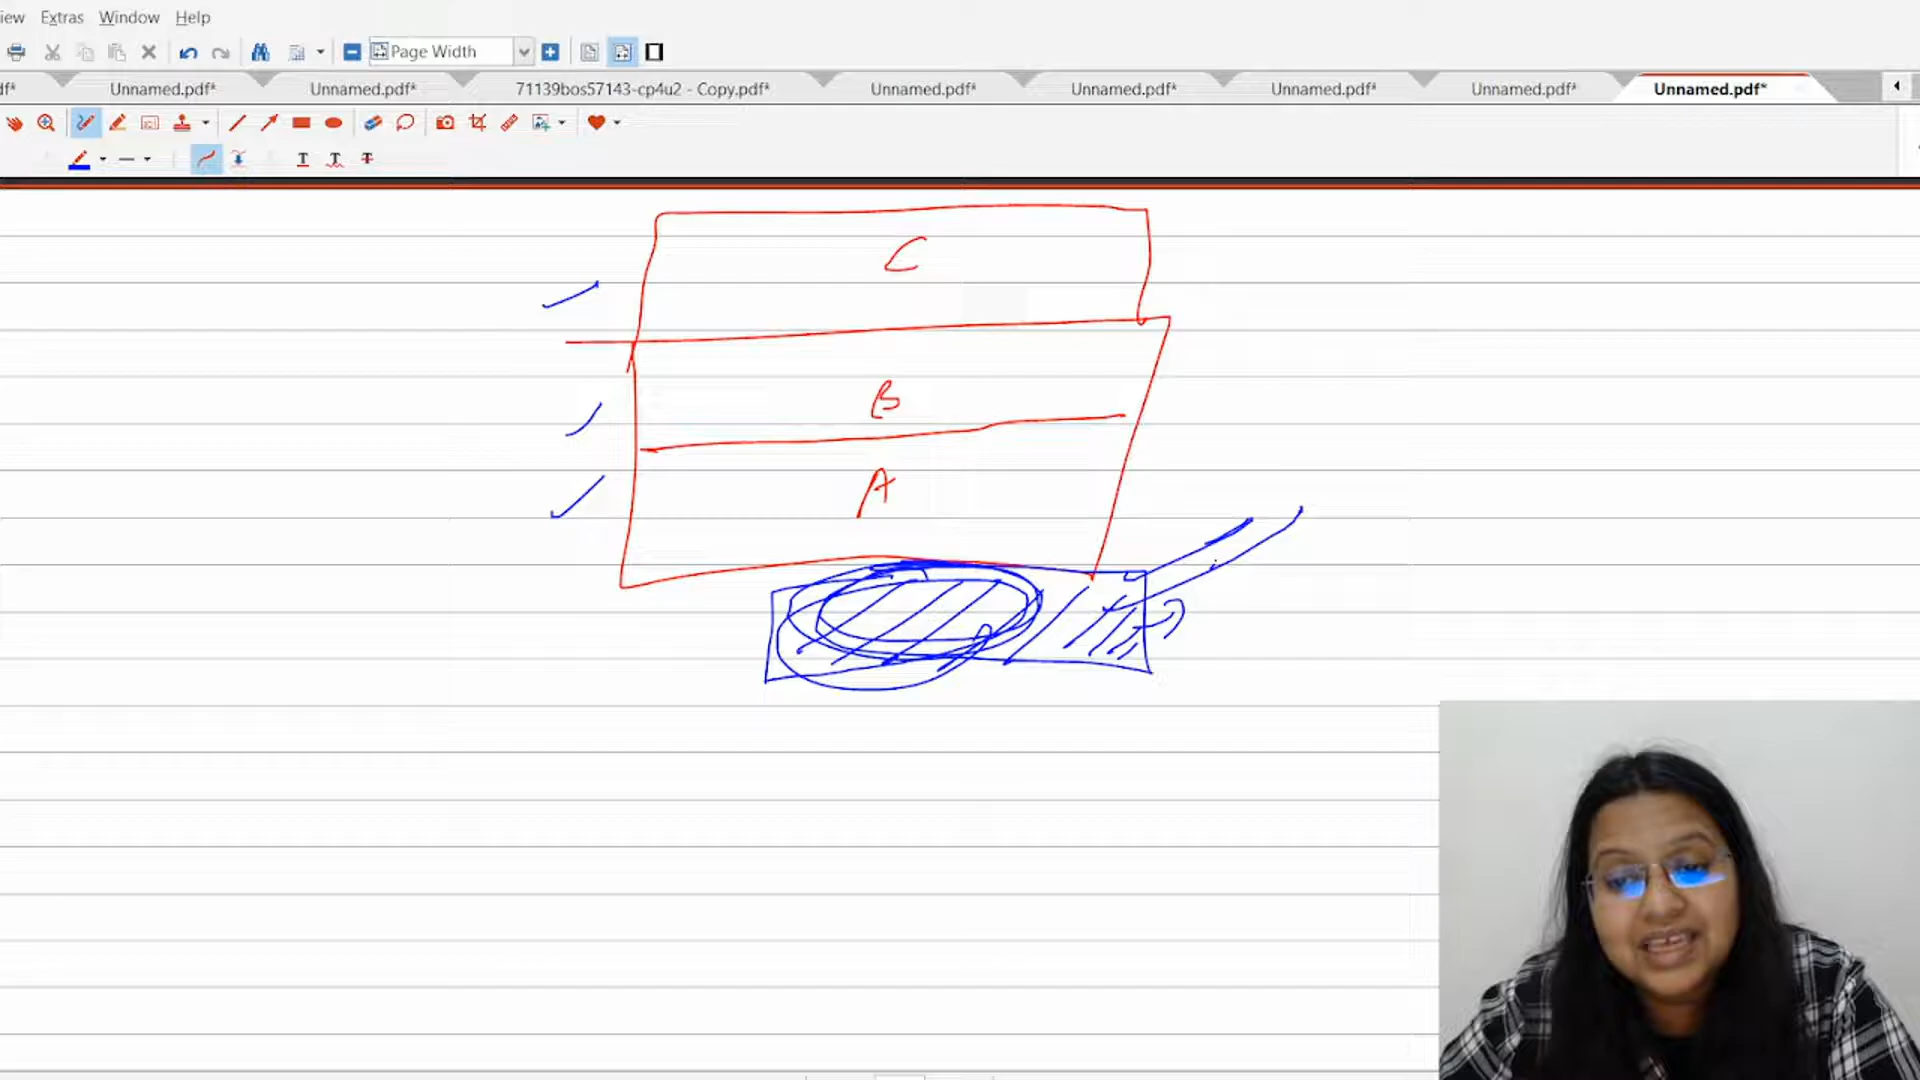 iew Extras Window Help
Page Width
df* Unnamed.pdf* Unnamed.pdf* 71139bos57143-cp4u2 - Copy.pdf* Unnamed.pdf* Unnamed.pdf* Unnamed.pdf* Unnamed.pdf* Unnamed.pdf*
T T T
C
B
A